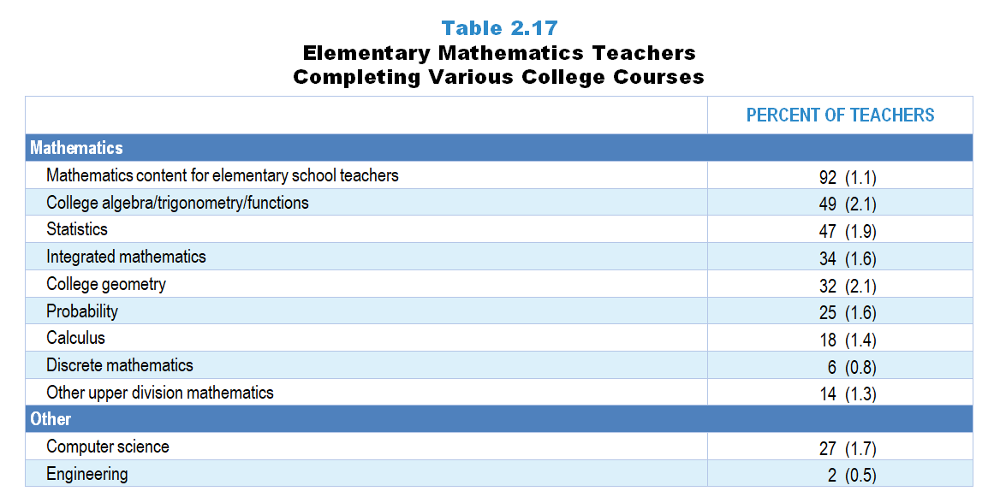 Table 2.17
Elementary Mathematics Teachers
Completing Various College Courses
PERCENT OF TEACHERS
Mathematics
Mathematics content for elementary school teachers 92 (1.1)
College algebra/trigonometry/functions 49 (2.1)
Statistics 47 (1.9)
Integrated mathematics 34 (1.6)
College geometry 32 (2.1)
Probability 25 (1.6)
Calculus 18 (1.4)
Discrete mathematics 6 (0.8)
Other upper division mathematics 14 (1.3)
Other
Computer science 27 (1.7)
Engineering 2 (0.5)